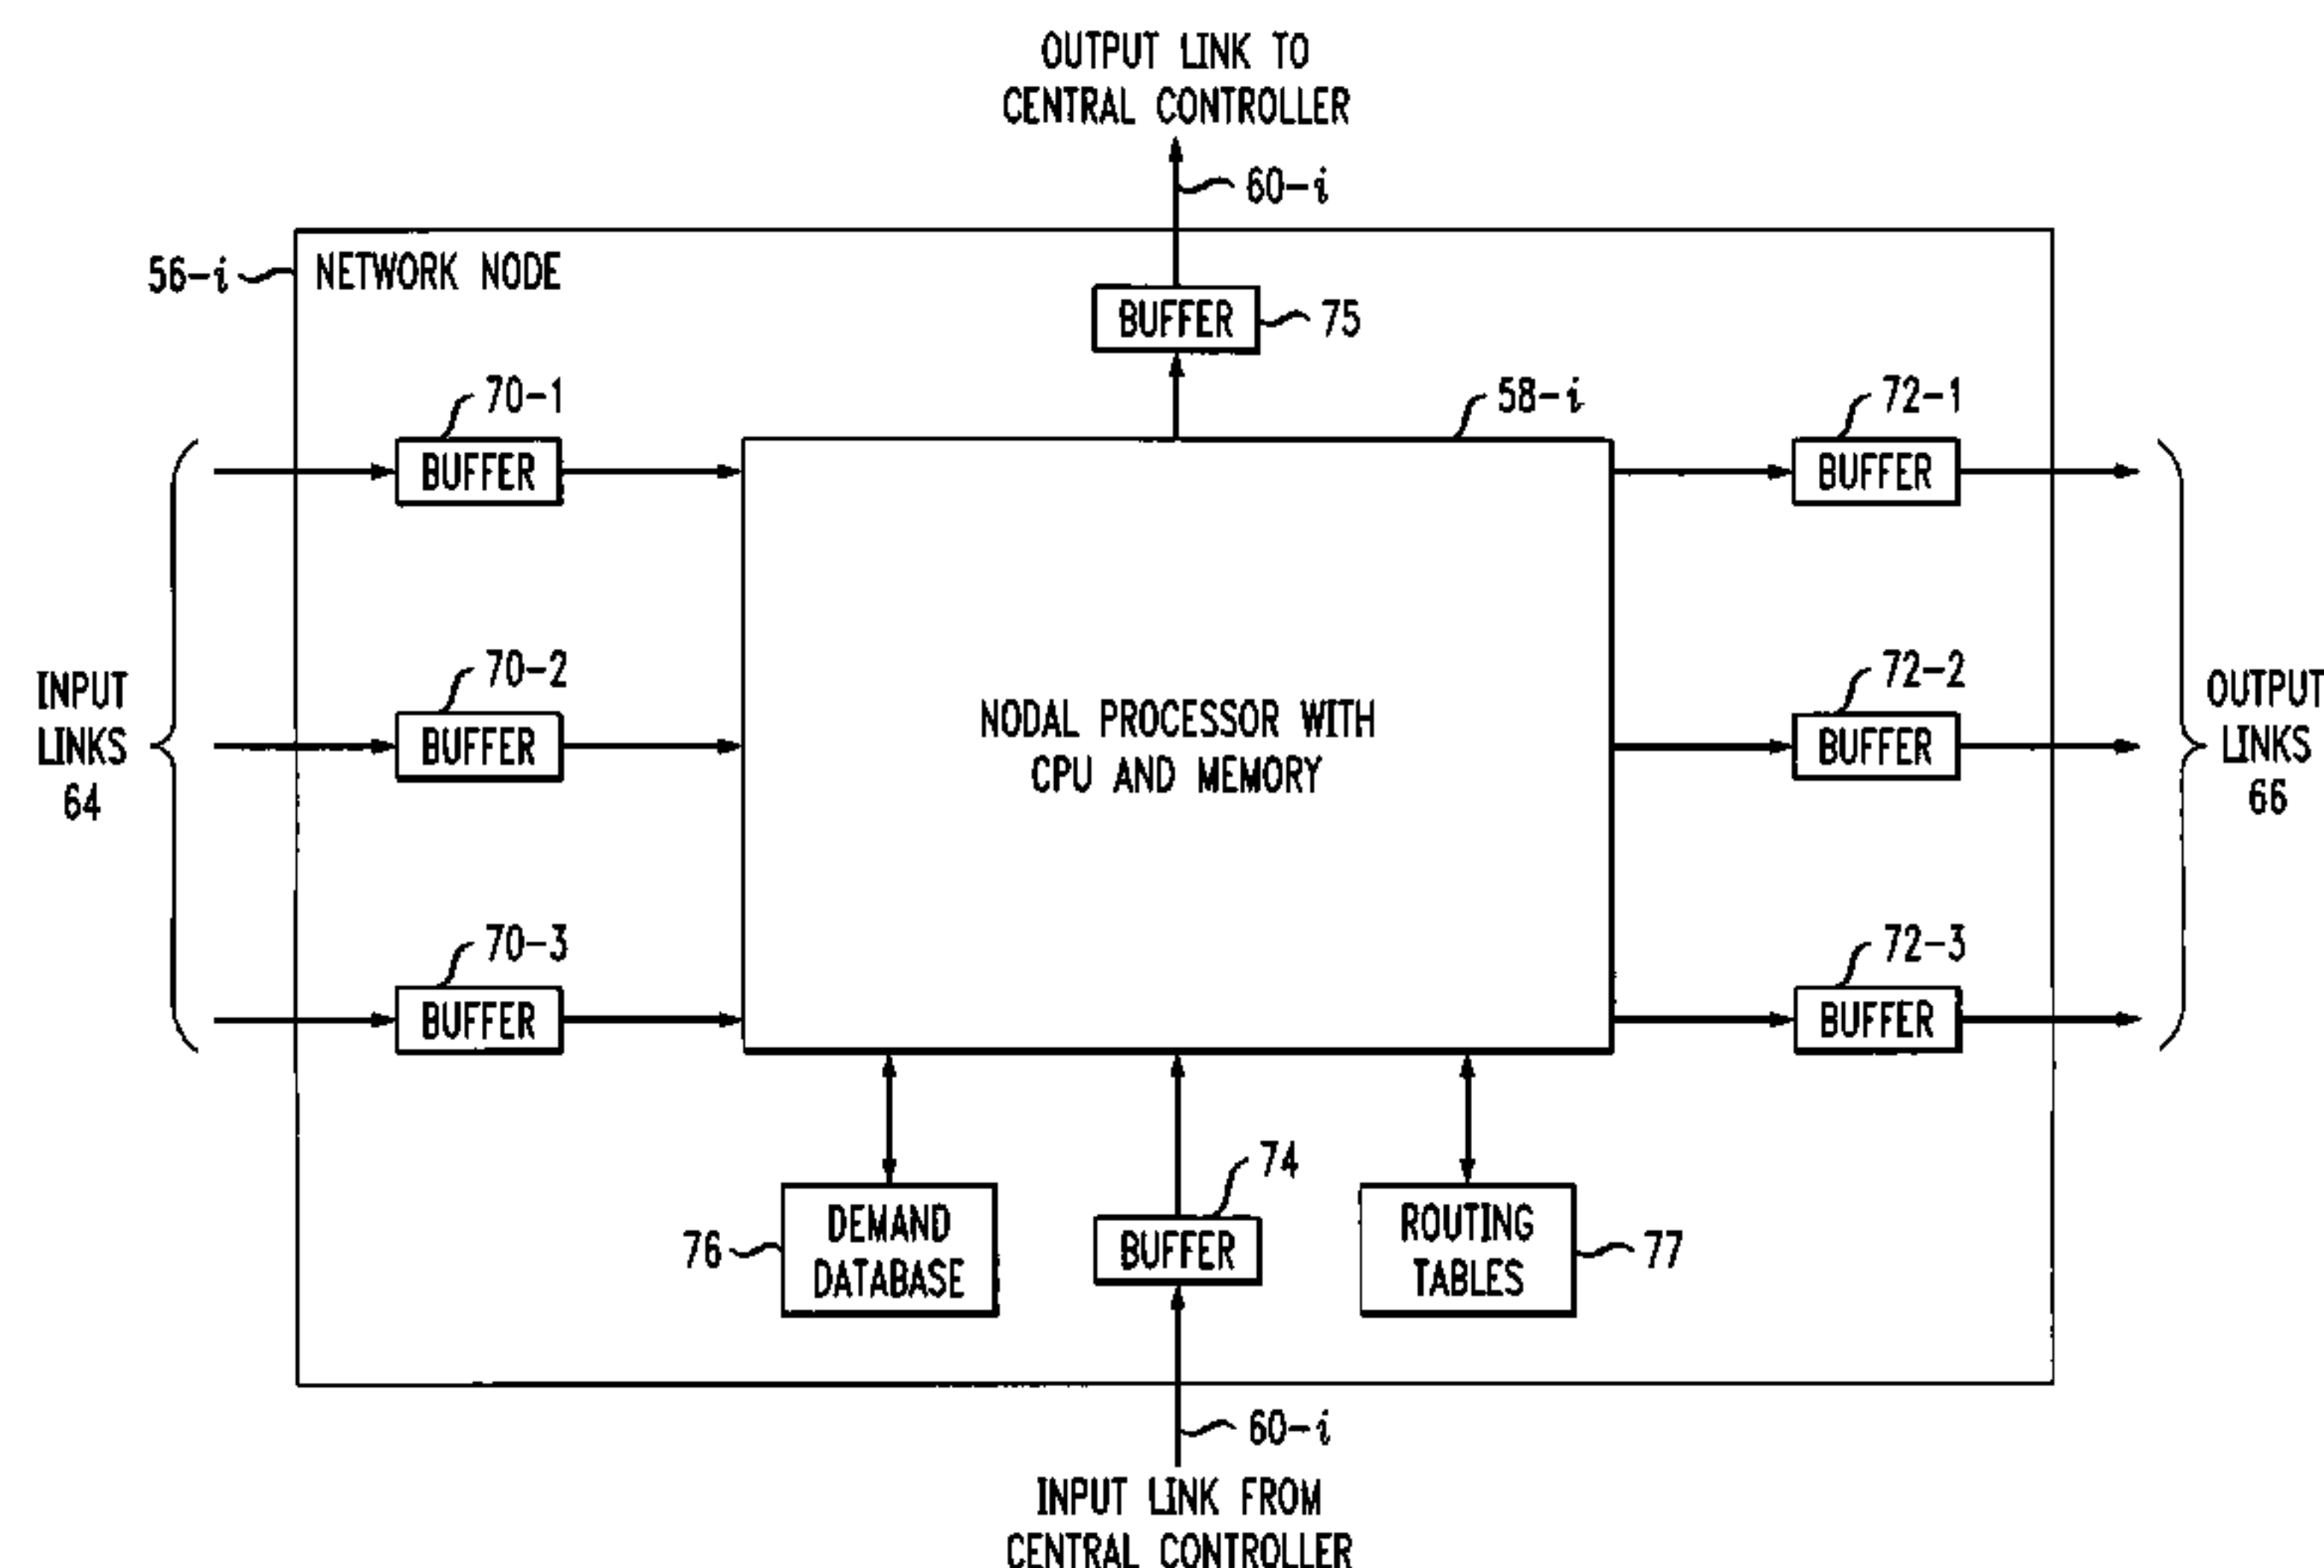 OUTPUT LINK TO
CENTRAL CONTROLLER
60-i
56-i
NETWORK NODE
BUFFER
75
70-1
58-i
72-1
BUFFER
BUFFER
70-2
72-2
INPUT
LINKS
64
BUFFER
NODAL PROCESSOR WITH
CPU AND MEMORY
BUFFER
OUTPUT
LINKS
66
70-3
72-3
BUFFER
BUFFER
74
76
DEMAND
DATABASE
BUFFER
ROUTING
TABLES
77
60-i
INPUT LINK FROM
CENTRAL CONTROLLER